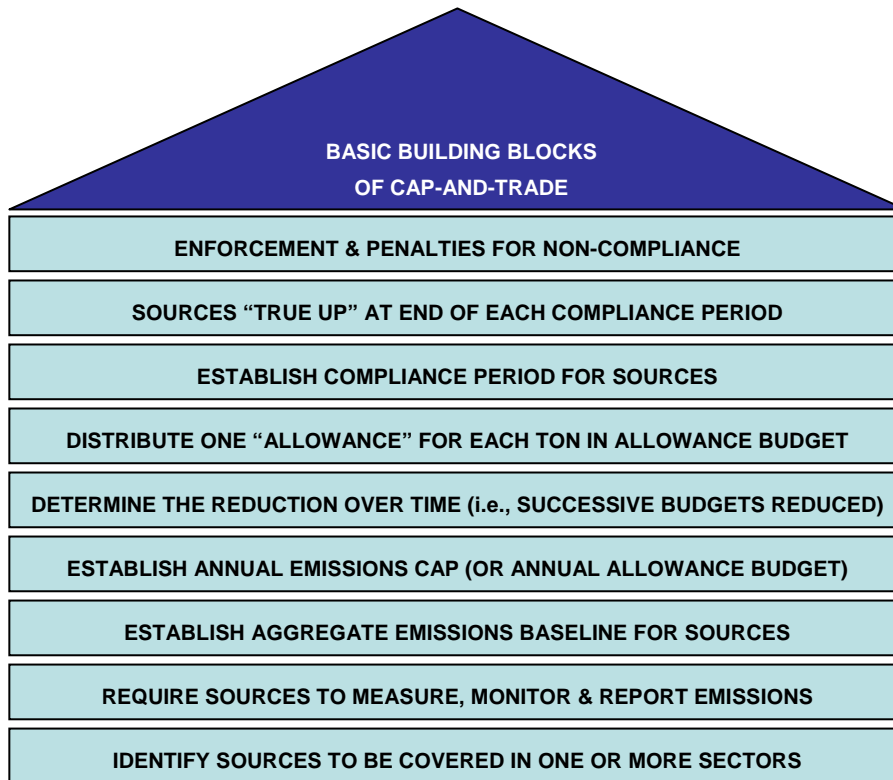 BASIC BUILDING BLOCKS
OF CAP-AND-TRADE
ENFORCEMENT & PENALTIES FOR NON-COMPLIANCE
SOURCES “TRUE UP” AT END OF EACH COMPLIANCE PERIOD
ESTABLISH COMPLIANCE PERIOD FOR SOURCES
DISTRIBUTE ONE “ALLOWANCE” FOR EACH TON IN ALLOWANCE BUDGET
DETERMINE THE REDUCTION OVER TIME (i.e., SUCCESSIVE BUDGETS REDUCED)
ESTABLISH ANNUAL EMISSIONS CAP (OR ANNUAL ALLOWANCE BUDGET)
ESTABLISH AGGREGATE EMISSIONS BASELINE FOR SOURCES
REQUIRE SOURCES TO MEASURE, MONITOR & REPORT EMISSIONS
IDENTIFY SOURCES TO BE COVERED IN ONE OR MORE SECTORS